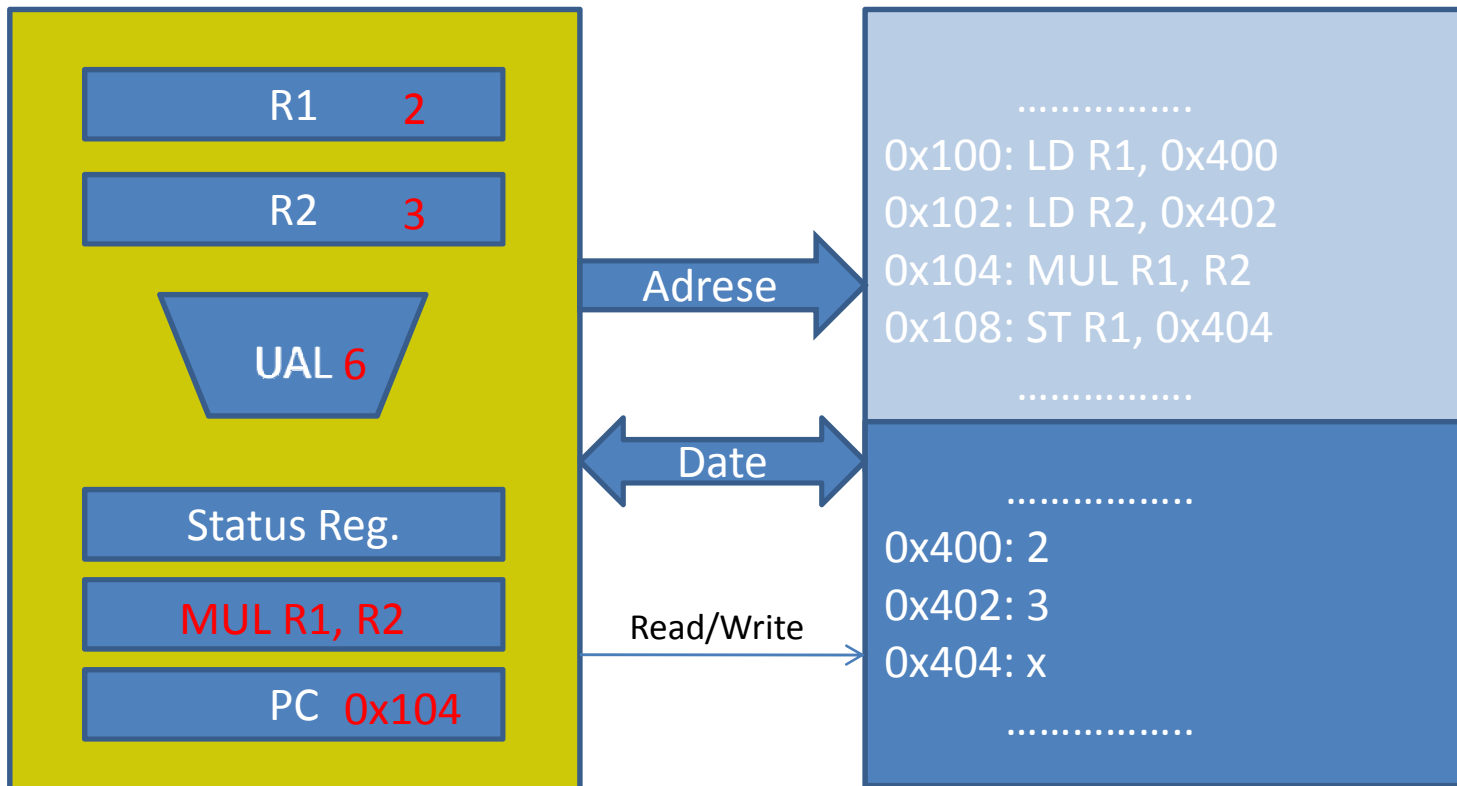 R1 2
R2 3
UAL 6
Status Reg.
MUL R1, R2
PC 0x104
Adrese
Date
Read/Write
................
0x100: LD R1, 0x400
0x102: LD R2, 0x402
0x104: MUL R1, R2
0x108: ST R1, 0x404
................
.................
0x400: 2
0x402: 3
0x404: x
.................